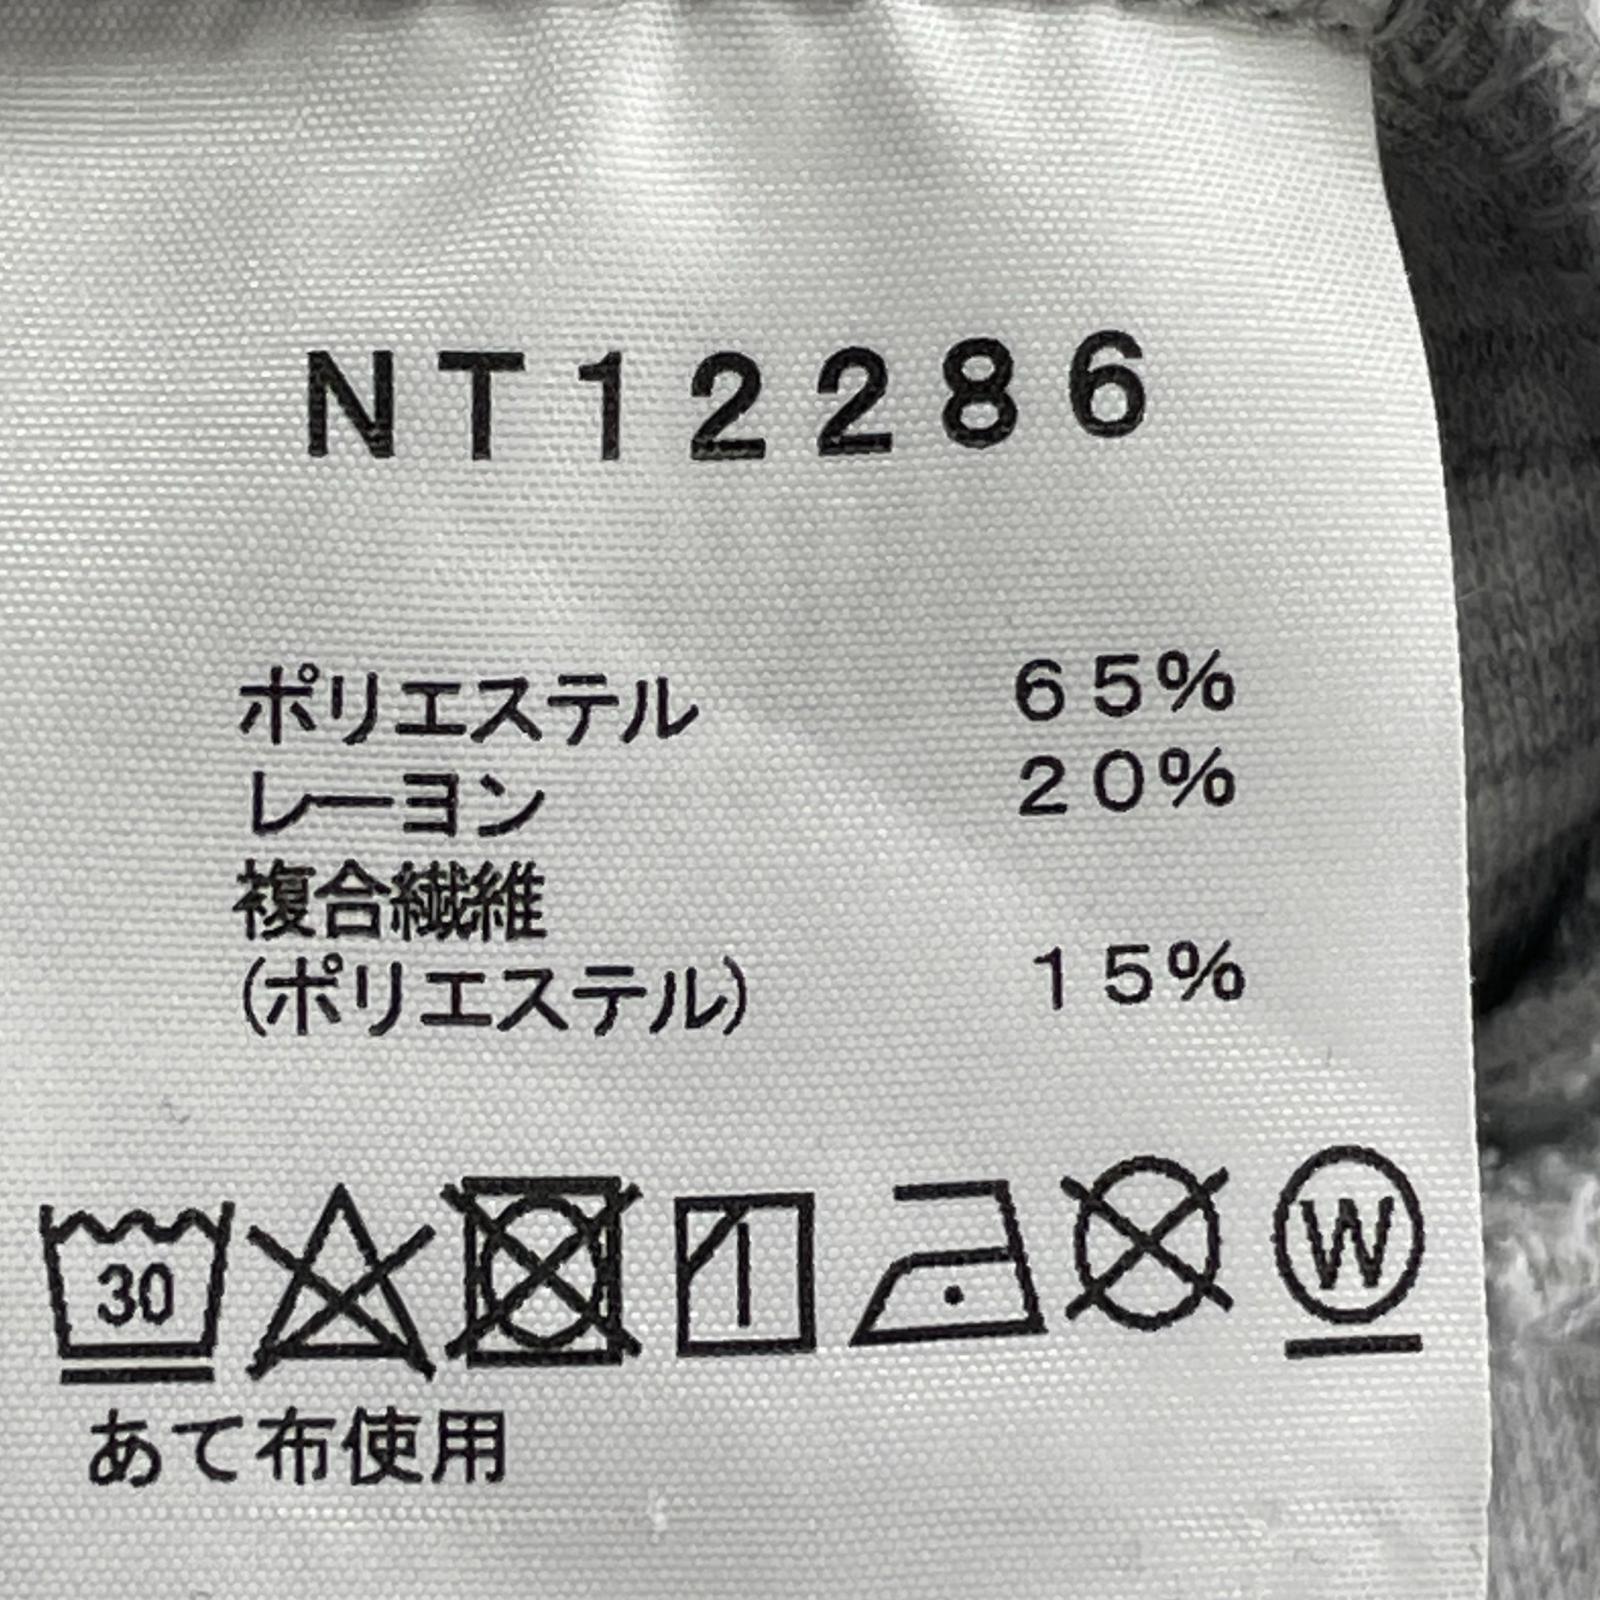 NT12286
ポリエステル 65%
レーヨン 20%
複合繊維
(ポリエステル) 15%
30 W
あて布使用